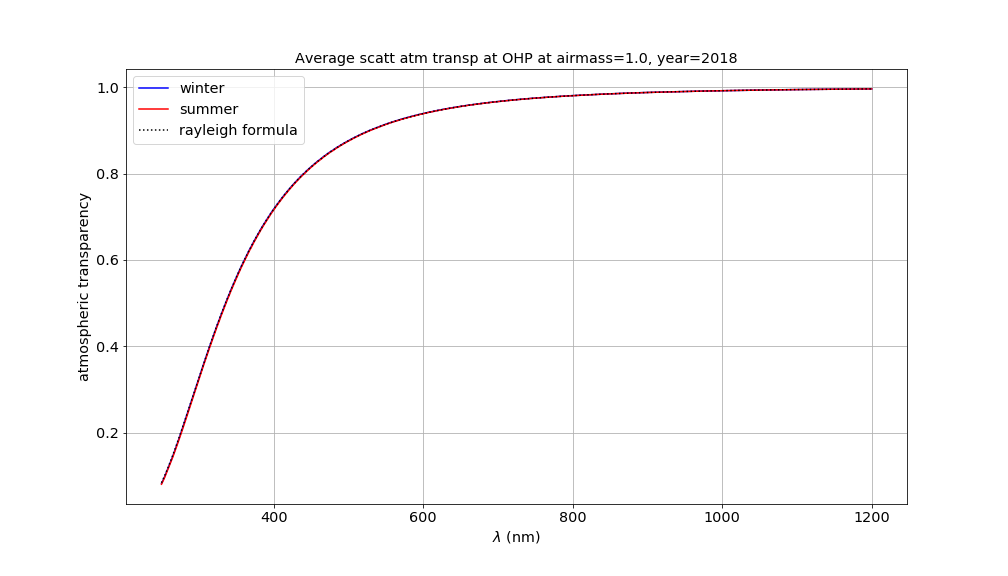 Average scatt atm transp at OHP at airmass=1.0, year=2018
winter
summer
rayleigh formula
atmospheric transparency
1.0
0.8
0.6
0.4
0.2
400 600 800 1000 1200
λ (nm)